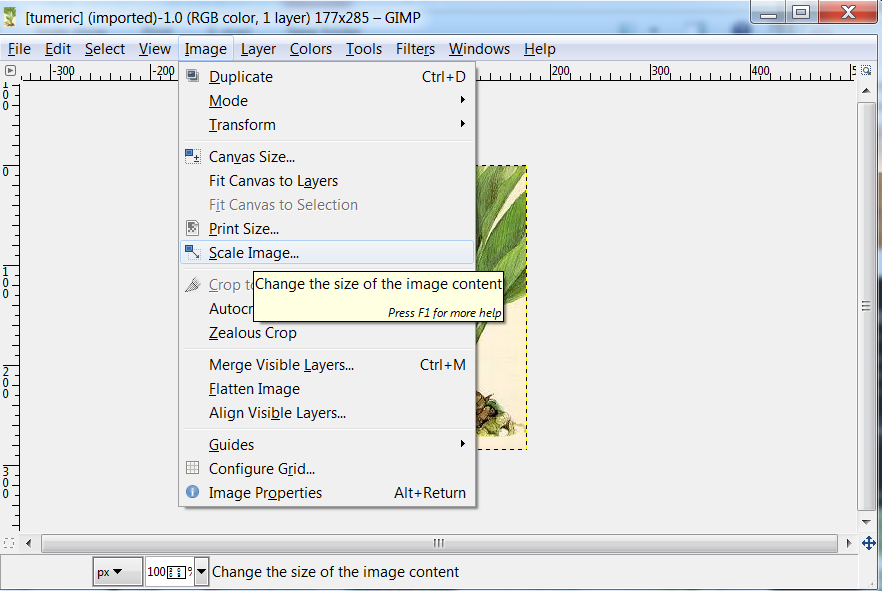 [tumeric] (imported)-1.0 (RGB color, 1 layer) 177x285 – GIMP
File Edit Select View Image Layer Colors Tools Filters Windows Help
-300 -200 200 300 400 5
Duplicate Ctrl+D
Mode
Transform
Canvas Size...
Fit Canvas to Layers
Fit Canvas to Selection
Print Size...
Scale Image...
Crop to
Change the size of the image content
Autocr
Press F1 for more help
Zealous Crop
Merge Visible Layers... Ctrl+M
Flatten Image
Align Visible Layers...
Guides
Configure Grid...
Image Properties Alt+Return
0
100
200
300
px 100 Change the size of the image content